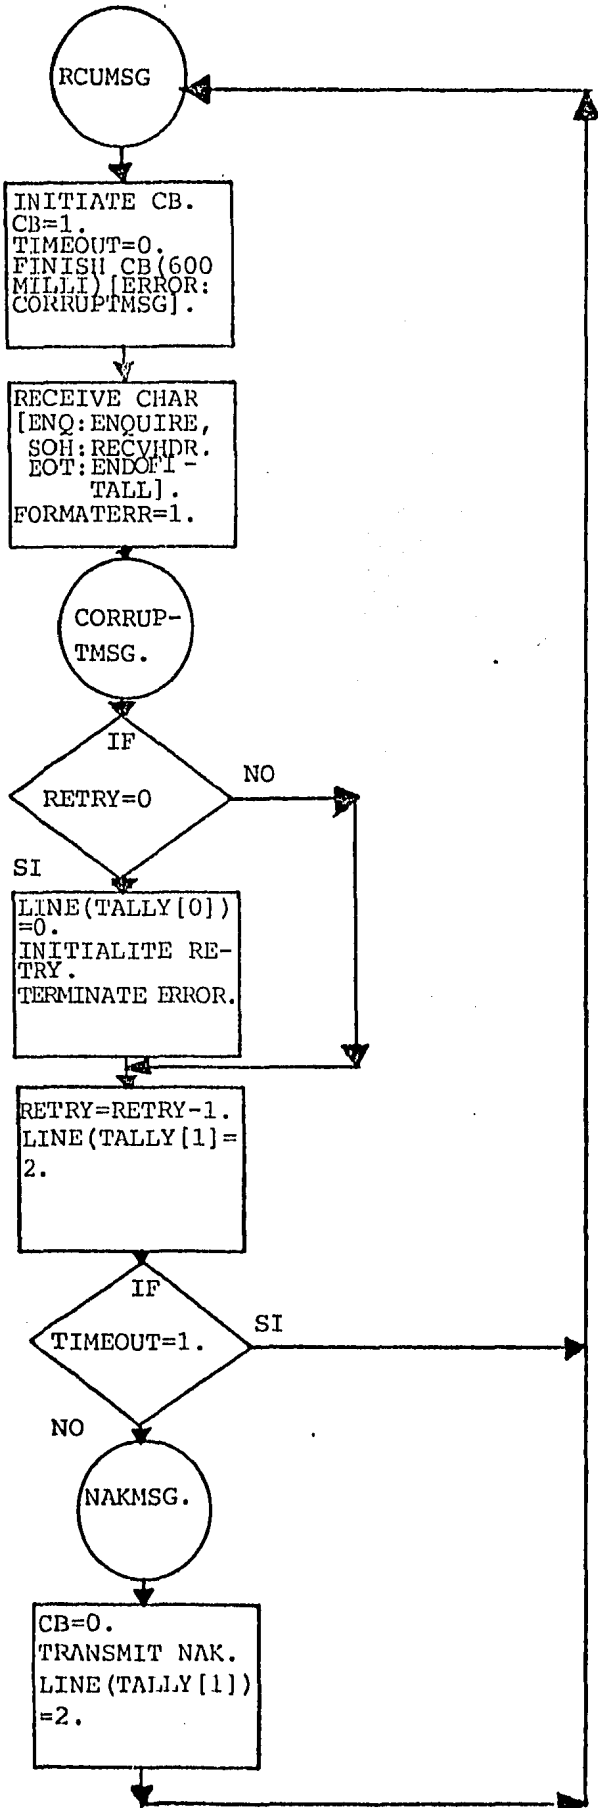 RCUMSG
INITIATE CB.
CB=1.
TIMEOUT=0.
FINISH CB(600
MILLI)[ERROR:
CORRUPTMSG].
RECEIVE CHAR
[ENQ:ENQUIRE,
SOH:RECVHDR.
EOT:ENDOFI-
TALL].
FORMATERR=1.
CORRUP-
TMSG.
IF
RETRY=0
NO
SI
LINE(TALLY[0])
=0.
INITIALITE RE-
TRY.
TERMINATE ERROR.
RETRY=RETRY-1.
LINE(TALLY[1]=
2.
IF
TIMEOUT=1.
SI
NO
NAKMSG.
CB=0.
TRANSMIT NAK.
LINE(TALLY[1])
=2.